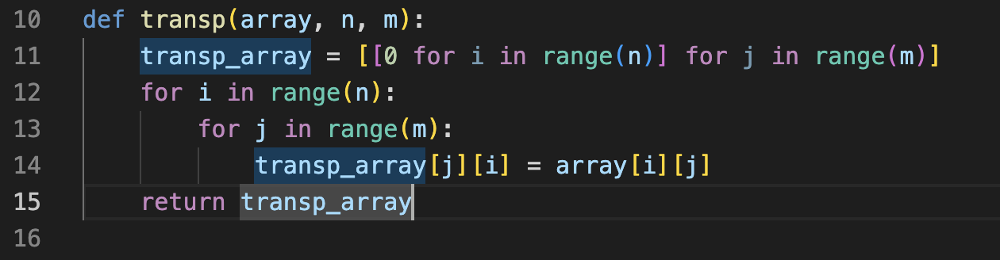 10 def transp(array, n, m):
11     transp_array = [[0 for i in range(n)] for j in range(m)]
12     for i in range(n):
13         for j in range(m):
14             transp_array[j][i] = array[i][j]
15     return transp_array
16